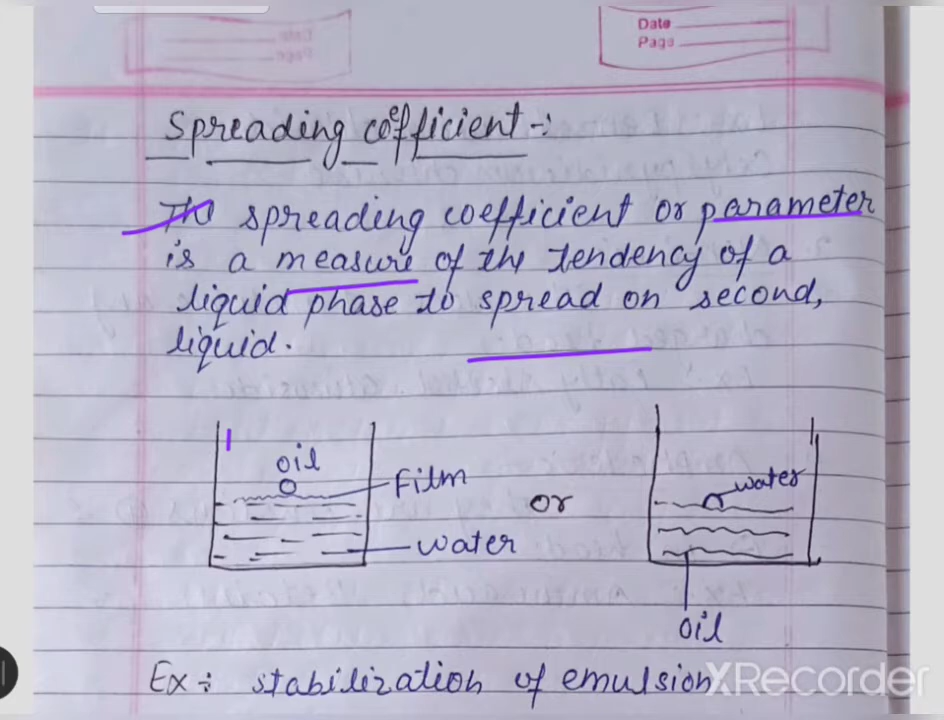 Date
Page
Spreading coefficient -:
The spreading coefficient or parameter
is a measure of the tendency of a
liquid phase to spread on second,
liquid.
oil
Film
water
or
water
oil
Ex ÷ stabilization of emulsion
XRecorder